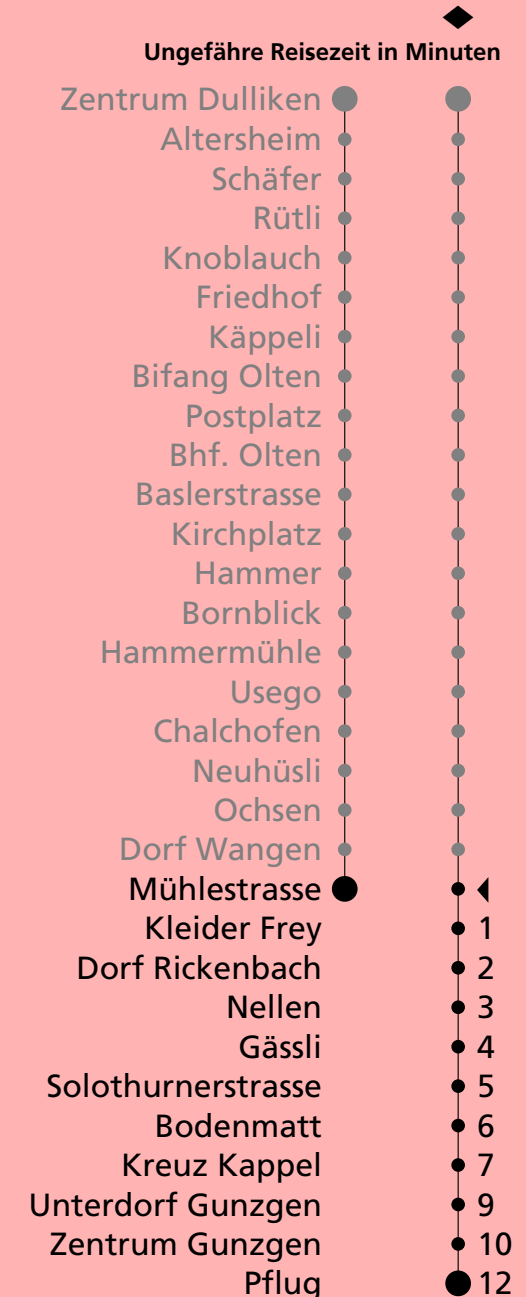 Ungefähre Reisezeit in Minuten
Zentrum Dulliken
Altersheim
Schäfer
Rütli
Knoblauch
Friedhof
Käppeli
Bifang Olten
Postplatz
Bhf. Olten
Baslerstrasse
Kirchplatz
Hammer
Bornblick
Hammermühle
Usego
Chalchofen
Neuhüsli
Ochsen
Dorf Wangen
Mühlestrasse
Kleider Frey 1
Dorf Rickenbach 2
Nellen 3
Gässli 4
Solothurnerstrasse 5
Bodenmatt 6
Kreuz Kappel 7
Unterdorf Gunzgen 9
Zentrum Gunzgen 10
Pflug 12